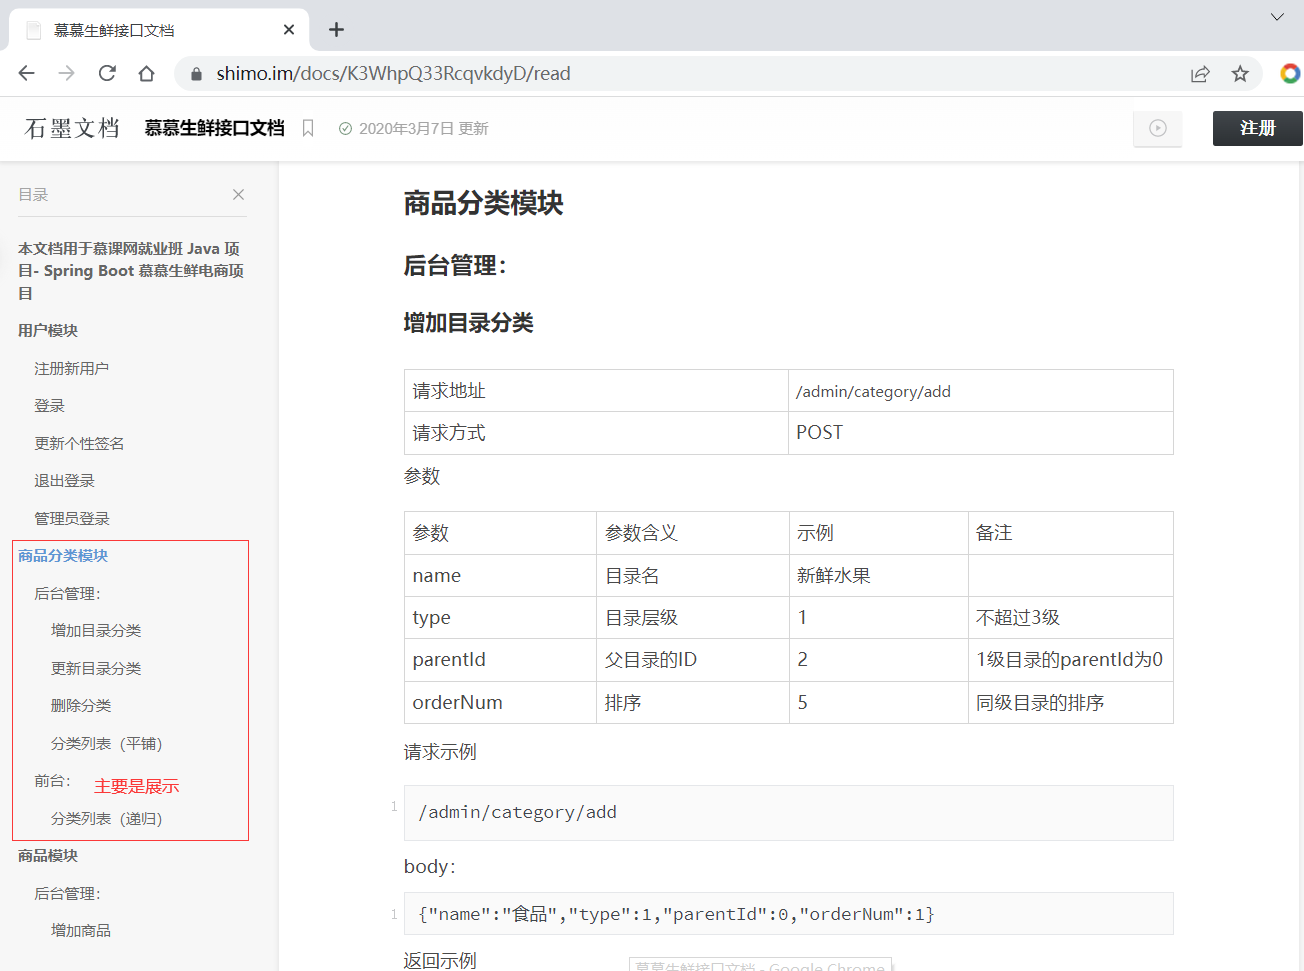 慕慕生鲜接口文档
shimo.im/docs/K3WhpQ33RcqvkdyD/read
石墨文档 慕慕生鲜接口文档 2020年3月7日 更新 注册
目录
本文档用于慕课网就业班 Java 项
目- Spring Boot 慕慕生鲜电商项
目
用户模块
注册新用户
登录
更新个性签名
退出登录
管理员登录
商品分类模块
后台管理：
增加目录分类
更新目录分类
删除分类
分类列表（平铺）
前台： 主要是展示
分类列表（递归）
商品模块
后台管理：
增加商品
商品分类模块
后台管理：
增加目录分类
请求地址 /admin/category/add
请求方式 POST
参数
参数 参数含义 示例 备注
name 目录名 新鲜水果
type 目录层级 1 不超过3级
parentId 父目录的ID 2 1级目录的parentId为0
orderNum 排序 5 同级目录的排序
请求示例
1 /admin/category/add
body：
1 {"name":"食品","type":1,"parentId":0,"orderNum":1}
返回示例
慕慕生鲜接口文档 - Google Chrome